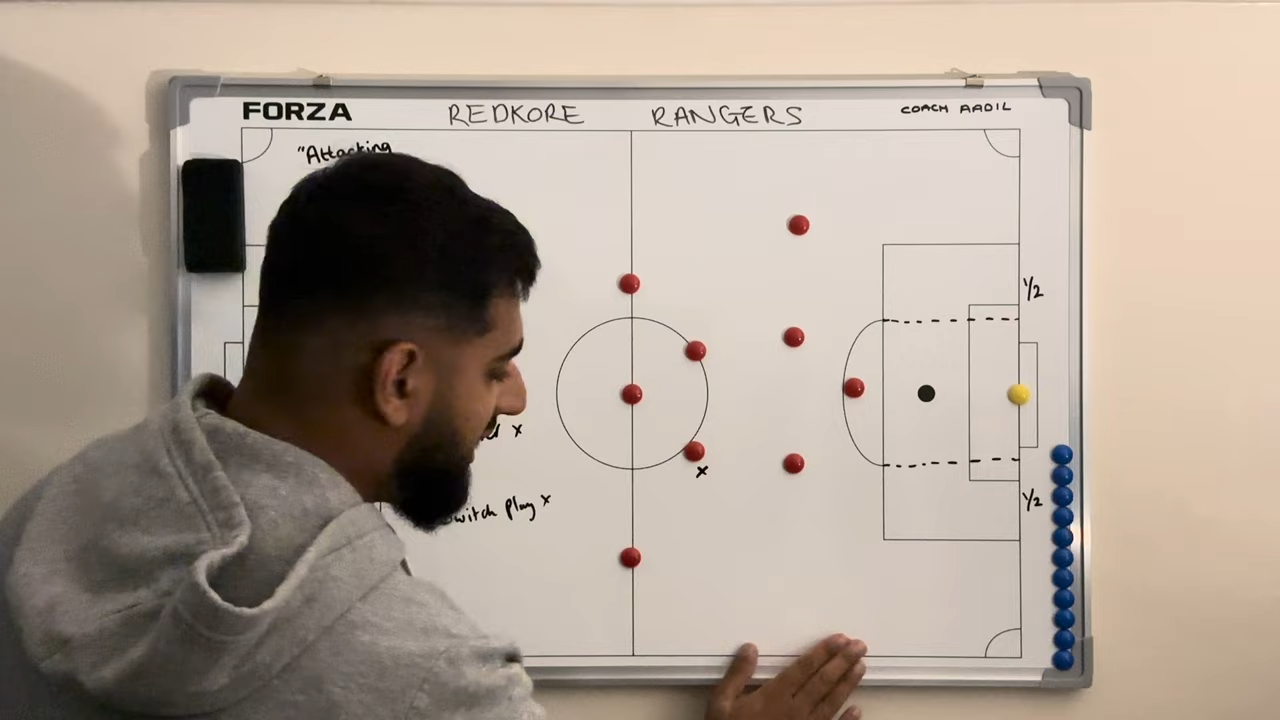 FORZA REDKORE RANGERS COACH AADIL
"Attacking
1/2
x
x
switch play x
1/2